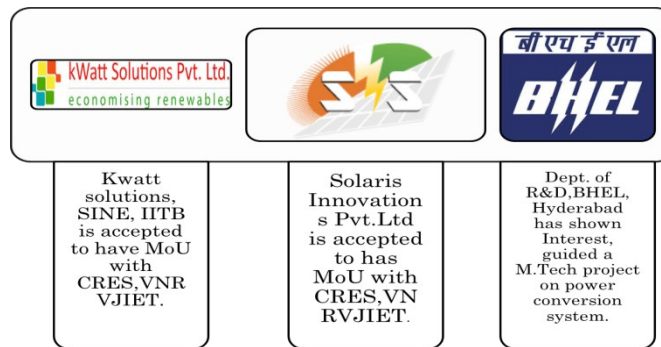 kWatt Solutions Pvt. Ltd.
economising renewables
S S
बी एच ई एल
BHEL
Kwatt
solutions,
SINE, IITB
is accepted
to have MoU
with
CRES,VNR
VJIET.
Solaris
Innovation
s Pvt.Ltd
is accepted
to has
MoU with
CRES,VN
RVJIET.
Dept. of
R&D,BHEL,
Hyderabad
has shown
Interest,
guided a
M.Tech project
on power
conversion
system.